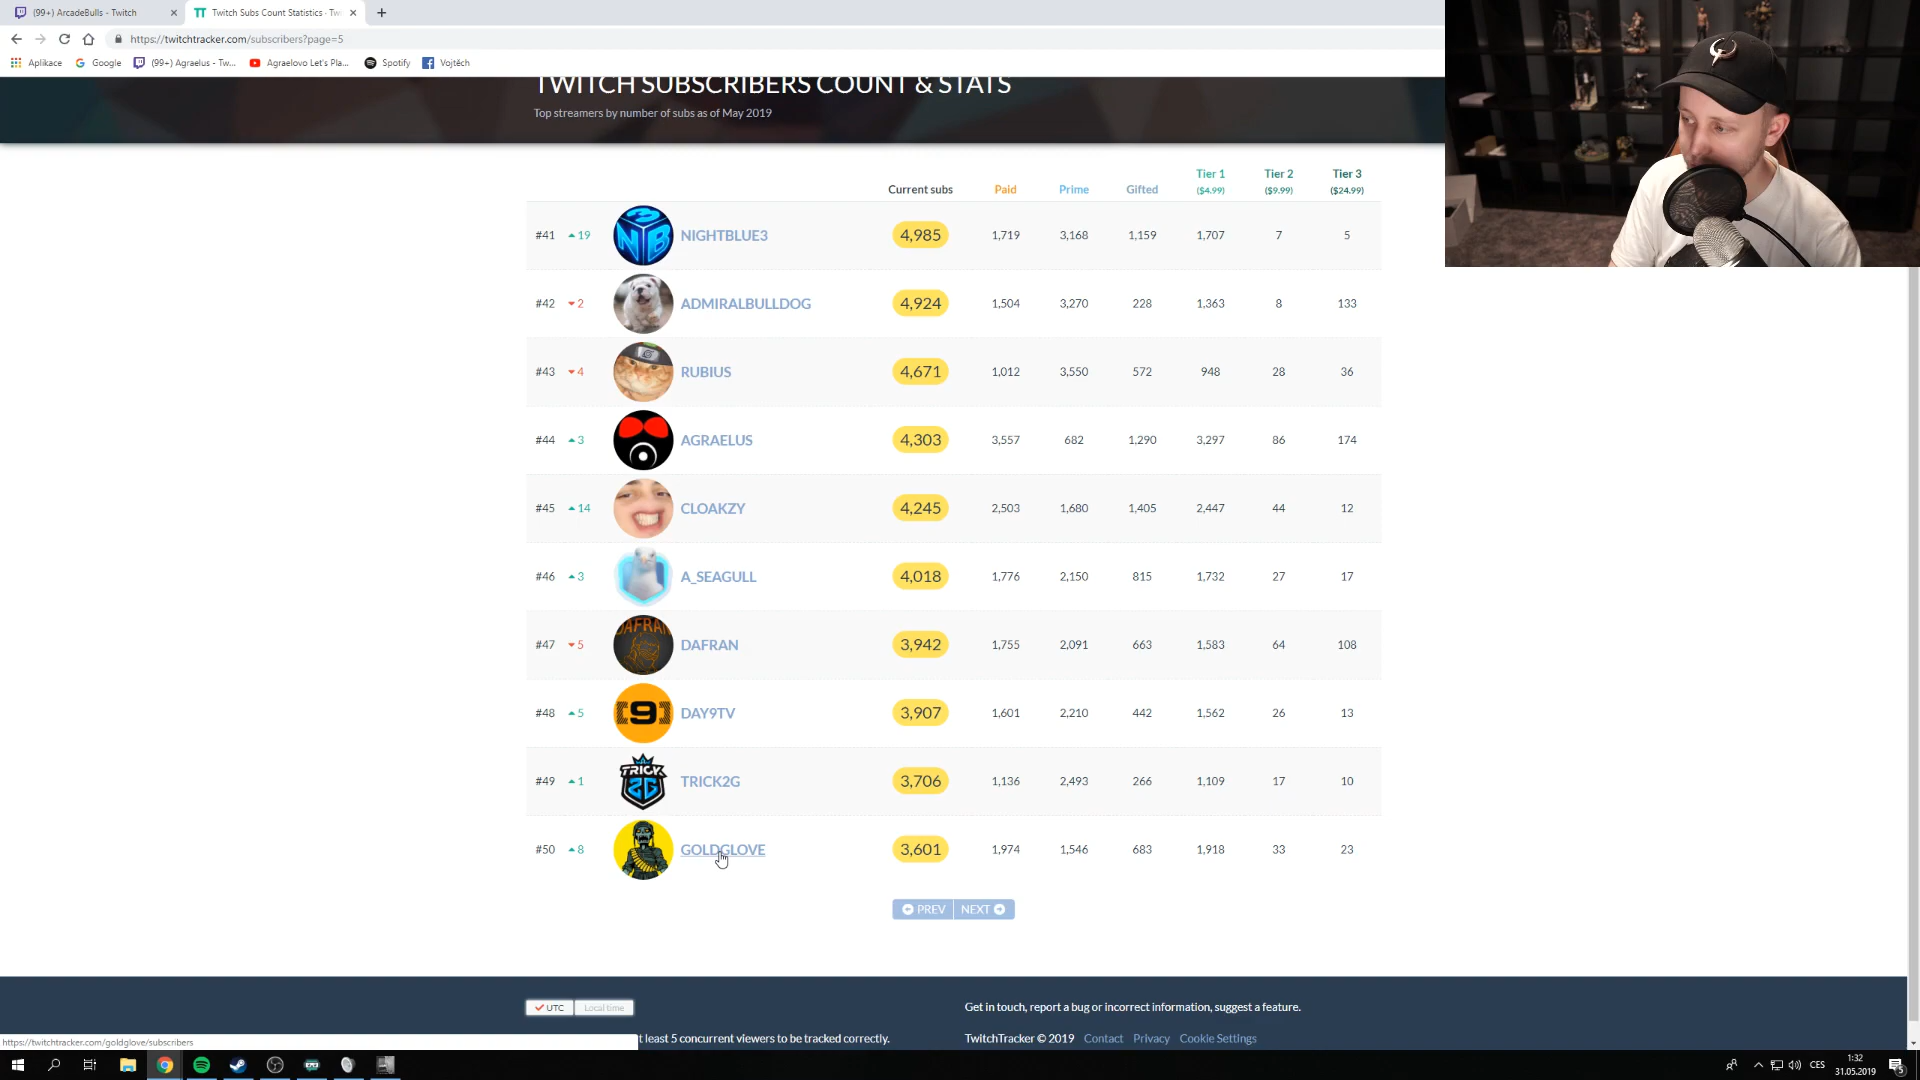 (99+) ArcadeBulls - Twitch
Twitch Subs Count Statistics · Tw
https://twitchtracker.com/subscribers?page=5
Aplikace
Google
(99+) Agraelus - Tw...
Agraelovo Let's Pla...
Spotify
Vojtěch
TWITCH SUBSCRIBERS COUNT & STATS
Top streamers by number of subs as of May 2019
Current subs Paid Prime Gifted Tier 1 ($4.99) Tier 2 ($9.99) Tier 3 ($24.99)
#41 19 NIGHTBLUE3 4,985 1,719 3,168 1,159 1,707 7 5
#42 2 ADMIRALBULLDOG 4,924 1,504 3,270 228 1,363 8 133
#43 4 RUBIUS 4,671 1,012 3,550 572 948 28 36
#44 3 AGRAELUS 4,303 3,557 682 1,290 3,297 86 174
#45 14 CLOAKZY 4,245 2,503 1,680 1,405 2,447 44 12
#46 3 A_SEAGULL 4,018 1,776 2,150 815 1,732 27 17
#47 5 DAFRAN 3,942 1,755 2,091 663 1,583 64 108
#48 5 DAY9TV 3,907 1,601 2,210 442 1,562 26 13
#49 1 TRICK2G 3,706 1,136 2,493 266 1,109 17 10
#50 8 GOLDGLOVE 3,601 1,974 1,546 683 1,918 33 23
PREV NEXT
UTC Local time
Get in touch, report a bug or incorrect information, suggest a feature.
https://twitchtracker.com/goldglove/subscribers
t least 5 concurrent viewers to be tracked correctly.
TwitchTracker © 2019 Contact Privacy Cookie Settings
CES
1:32
31.05.2019